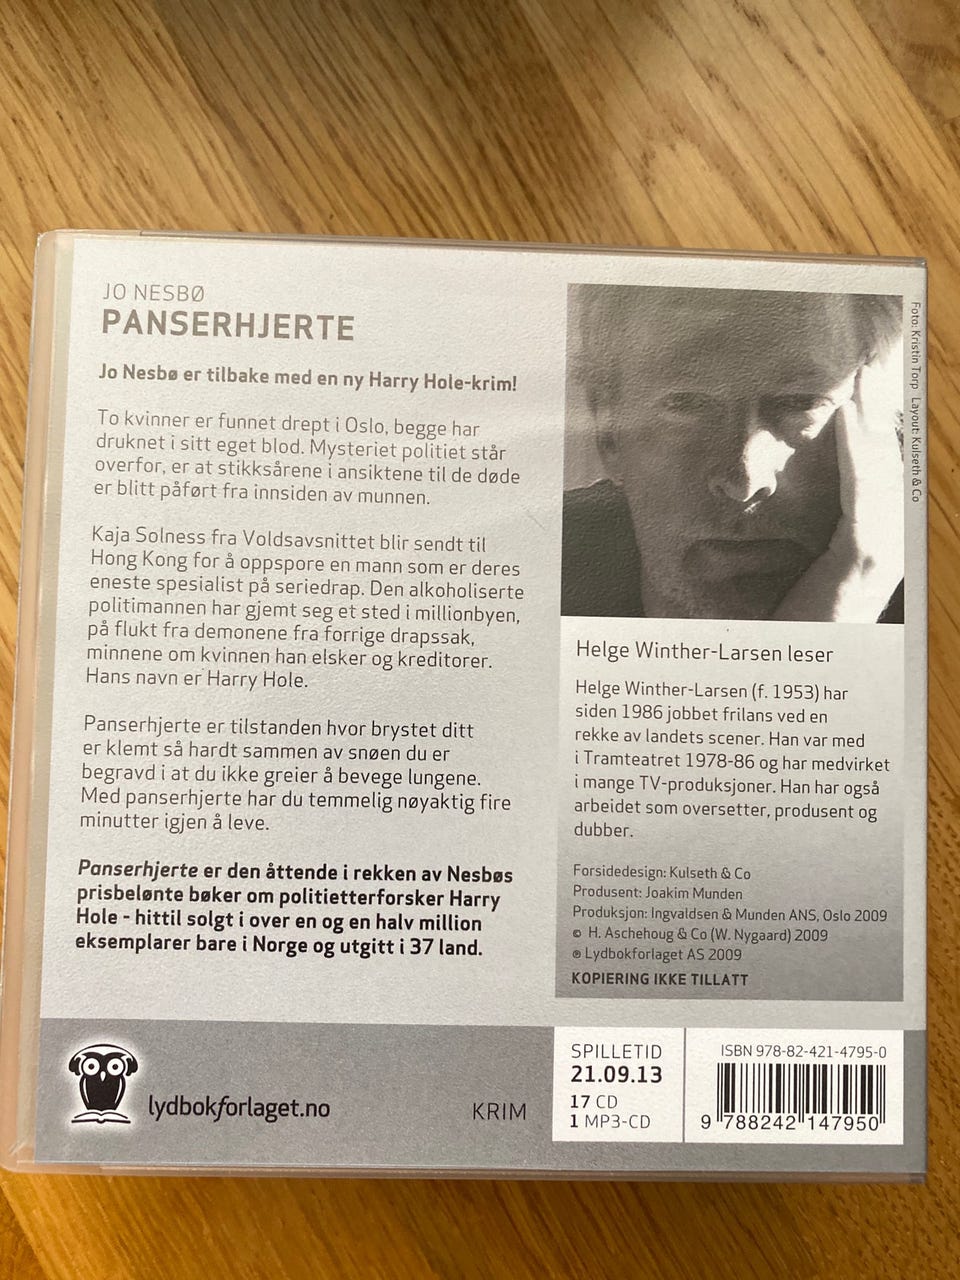 JO NESBØ
PANSERHJERTE
Jo Nesbø er tilbake med en ny Harry Hole-krim!
To kvinner er funnet drept i Oslo, begge har
druknet i sitt eget blod. Mysteriet politiet står
overfor, er at stikksårene i ansiktene til de døde
er blitt påført fra innsiden av munnen.
Kaja Solness fra Voldsavsnittet blir sendt til
Hong Kong for å oppspore en mann som er deres
eneste spesialist på seriedrap. Den alkoholiserte
politimannen har gjemt seg et sted i millionbyen,
på flukt fra demonene fra forrige drapssak,
minnene om kvinnen han elsker og kreditorer.
Hans navn er Harry Hole.
Panserhjerte er tilstanden hvor brystet ditt
er klemt så hardt sammen av snøen du er
begravd i at du ikke greier å bevege lungene.
Med panserhjerte har du temmelig nøyaktig fire
minutter igjen å leve.
Panserhjerte er den åttende i rekken av Nesbøs
prisbelønte bøker om politietterforsker Harry
Hole - hittil solgt i over en og en halv million
eksemplarer bare i Norge og utgitt i 37 land.
Foto: Kristin Torp Layout: Kulseth & Co
Helge Winther-Larsen leser
Helge Winther-Larsen (f. 1953) har
siden 1986 jobbet frilans ved en
rekke av landets scener. Han var med
i Tramteatret 1978-86 og har medvirket
i mange TV-produksjoner. Han har også
arbeidet som oversetter, produsent og
dubber.
Forsidedesign: Kulseth & Co
Produsent: Joakim Munden
Produksjon: Ingvaldsen & Munden ANS, Oslo 2009
© H. Aschehoug & Co (W. Nygaard) 2009
℗ Lydbokforlaget AS 2009
KOPIERING IKKE TILLATT
lydbokforlaget.no
KRIM
SPILLETID
21.09.13
17 CD
1 MP3-CD
ISBN 978-82-421-4795-0
9 788242 147950